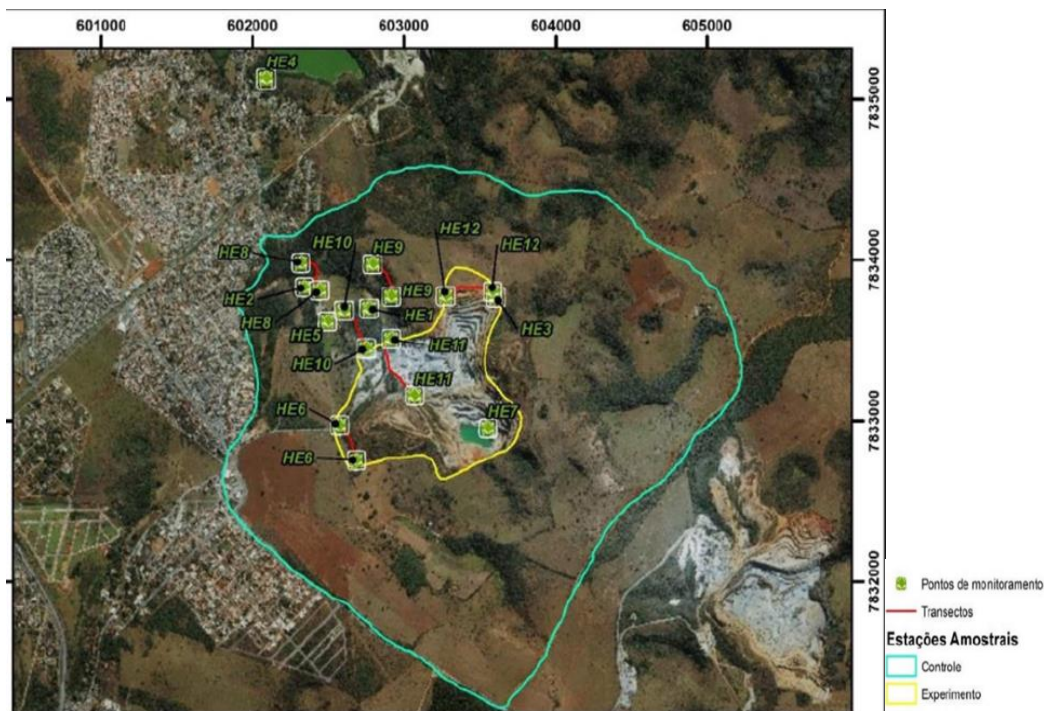 601000 602000 603000 604000 605000
HE4
7835000
HE10 HE9 HE12
HE8 HE12
7834000
HE2 HE9
HE8 HE1
HE5 HE3
HE10 HE11
HE11
HE6 HE7
7833000
HE6
7832000
Pontos de monitoramento
Transectos
Estações Amostrais
Controle
Experimento